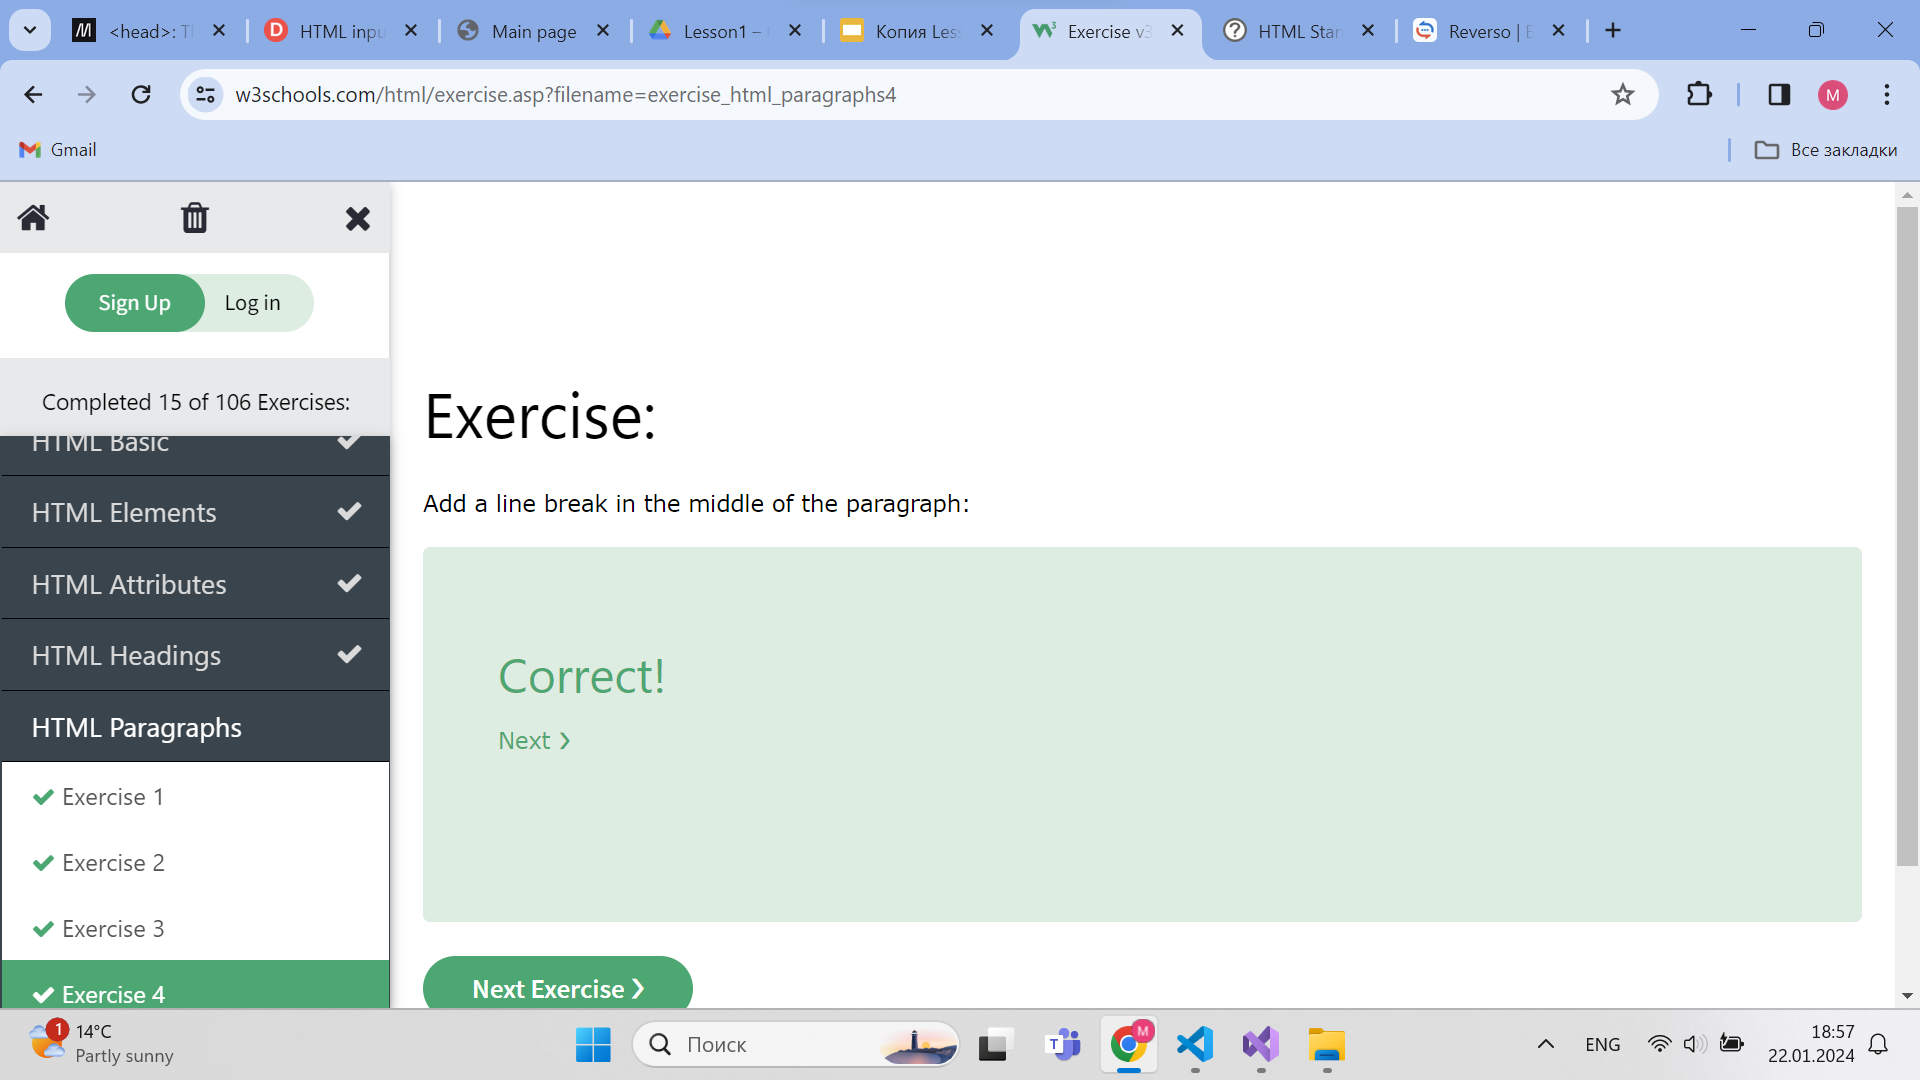 <head>: T
HTML inpu
Main page
Lesson1 –
Копия Less
Exercise v3
HTML Star
Reverso | E
w3schools.com/html/exercise.asp?filename=exercise_html_paragraphs4
M
Gmail
Все закладки
Sign Up
Log in
Completed 15 of 106 Exercises:
HTML Basic
HTML Elements
HTML Attributes
HTML Headings
HTML Paragraphs
Exercise 1
Exercise 2
Exercise 3
Exercise 4
Exercise:
Add a line break in the middle of the paragraph:
Correct!
Next ❯
Next Exercise ❯
1
14°C
Partly sunny
Поиск
ENG
18:57
22.01.2024